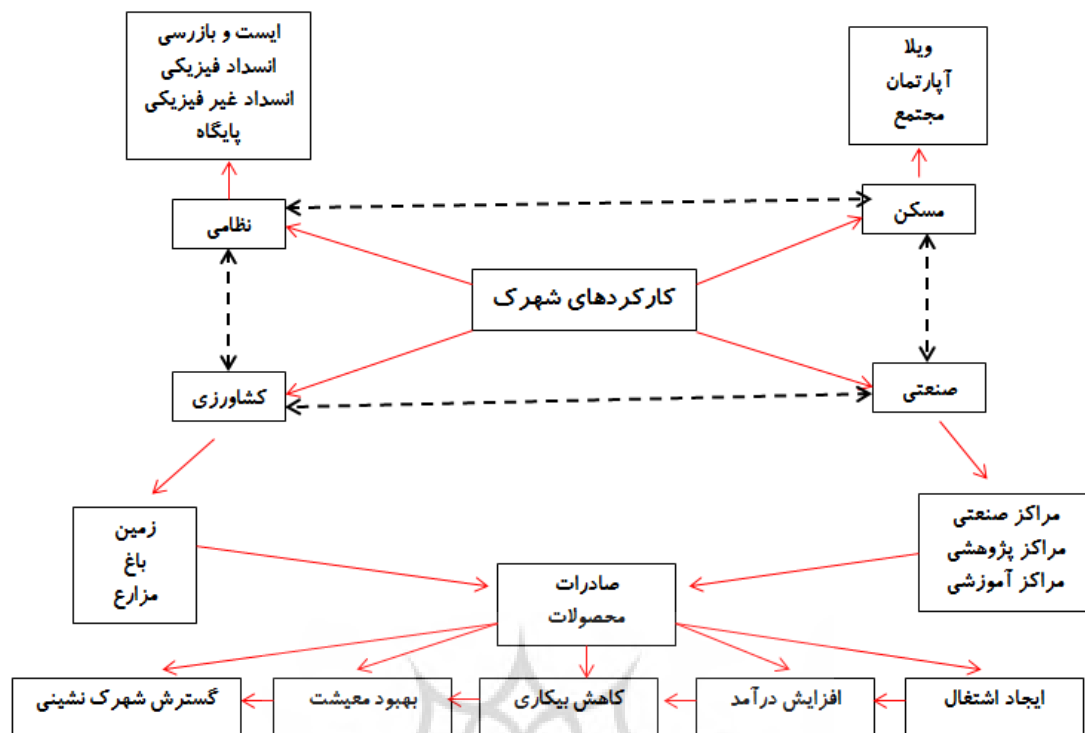 ویلا
آپارتمان
مجتمع
ایست و بازرسی
انسداد فیزیکی
انسداد غیر فیزیکی
پایگاه
مسکن
نظامی
کارکردهای شهرک
صنعتی
کشاورزی
مراکز صنعتی
مراکز پژوهشی
مراکز آموزشی
زمین
باغ
مزارع
صادرات
محصولات
ایجاد اشتغال
افزایش درآمد
کاهش بیکاری
بهبود معیشت
گسترش شهرک نشینی